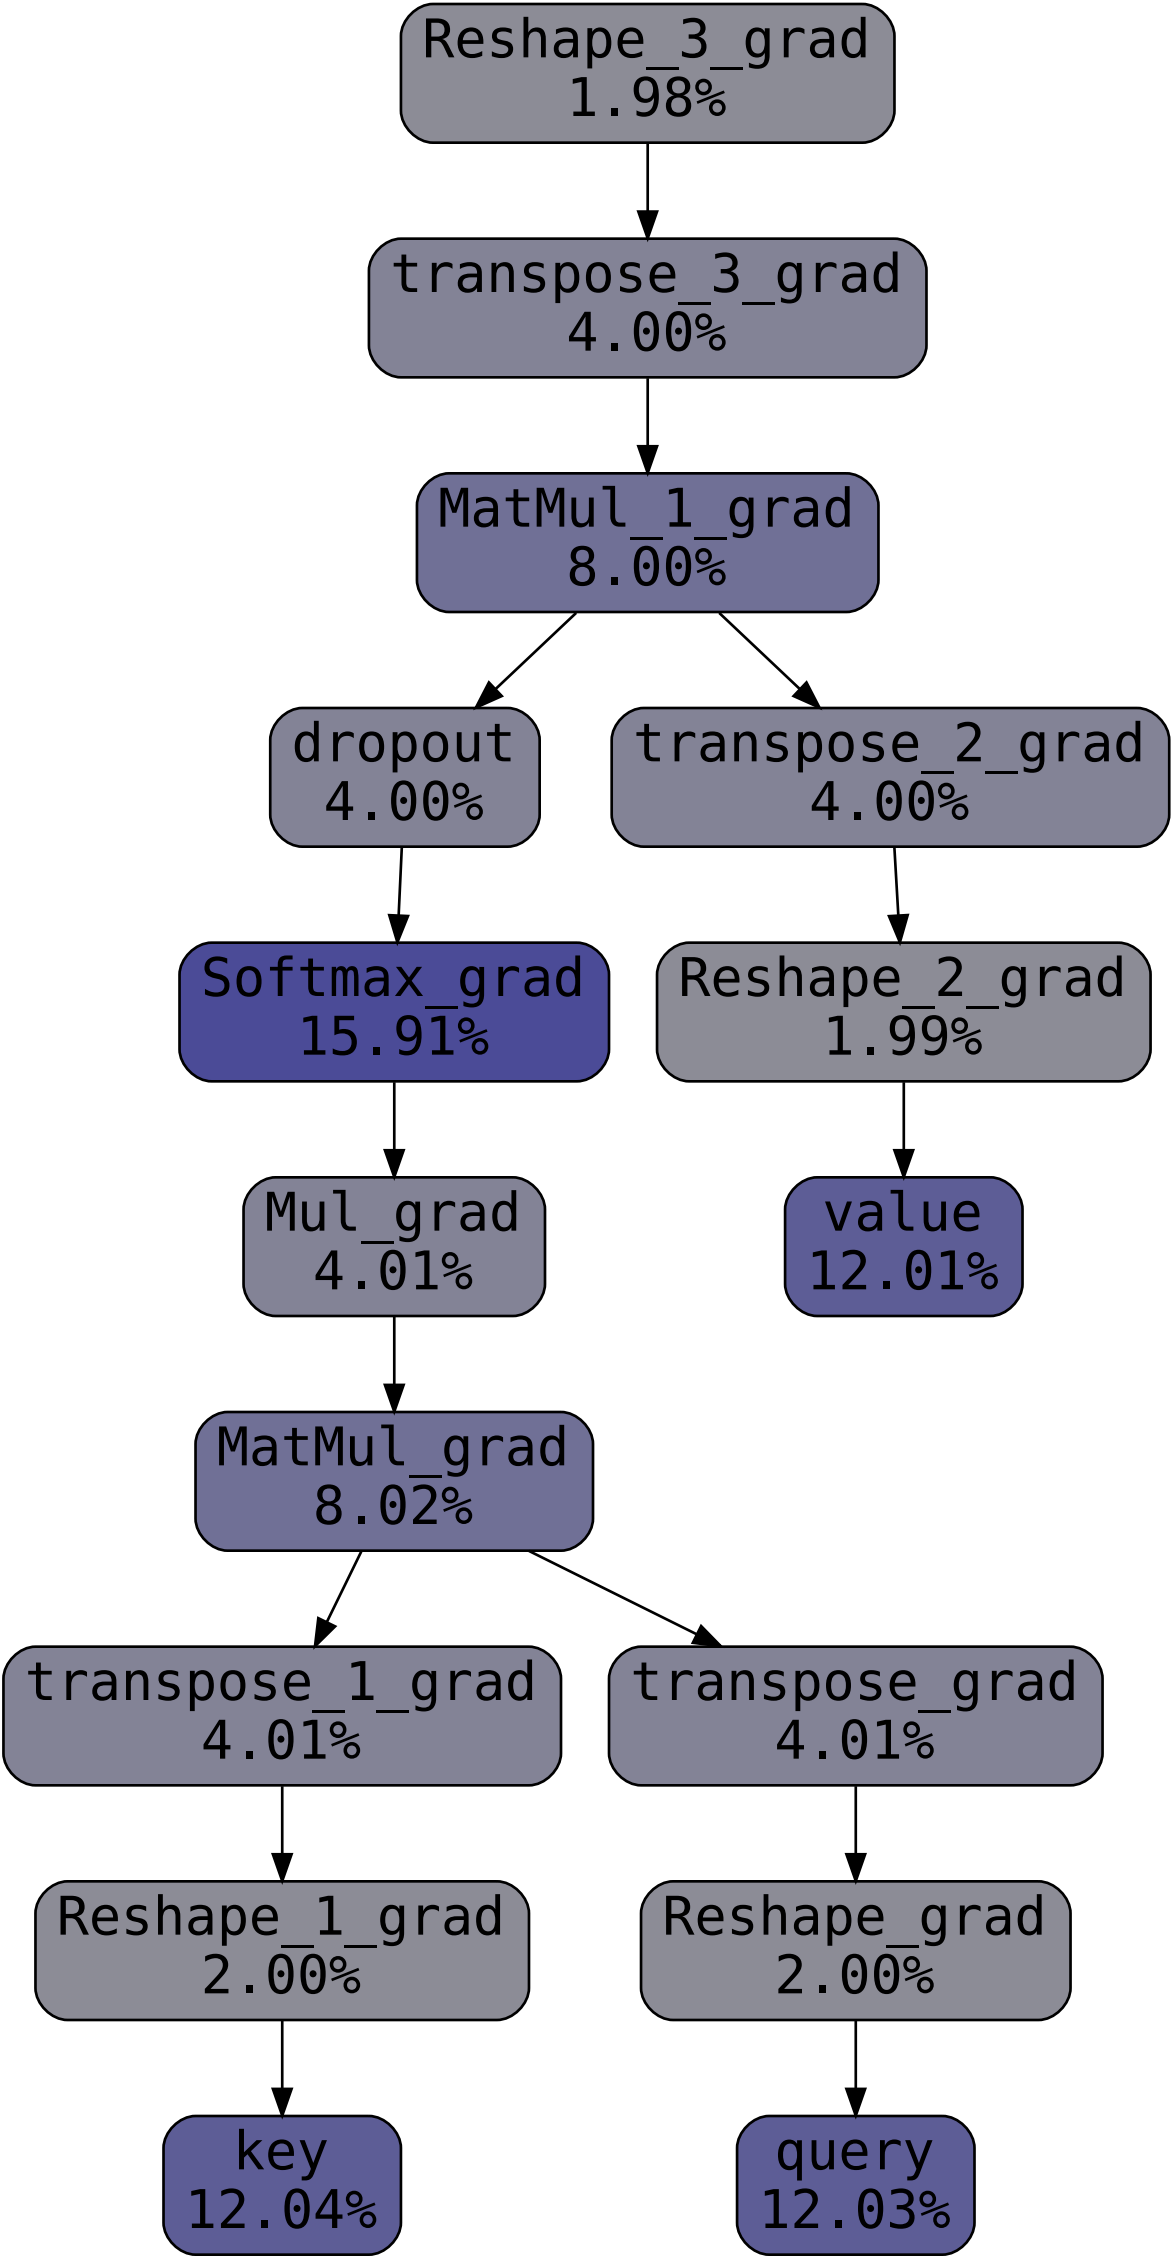 Reshape_3_grad
1.98%
transpose_3_grad
4.00%
MatMul_1_grad
8.00%
dropout
4.00%
transpose_2_grad
4.00%
Softmax_grad
15.91%
Reshape_2_grad
1.99%
Mul_grad
4.01%
value
12.01%
MatMul_grad
8.02%
transpose_1_grad
4.01%
transpose_grad
4.01%
Reshape_1_grad
2.00%
Reshape_grad
2.00%
key
12.04%
query
12.03%